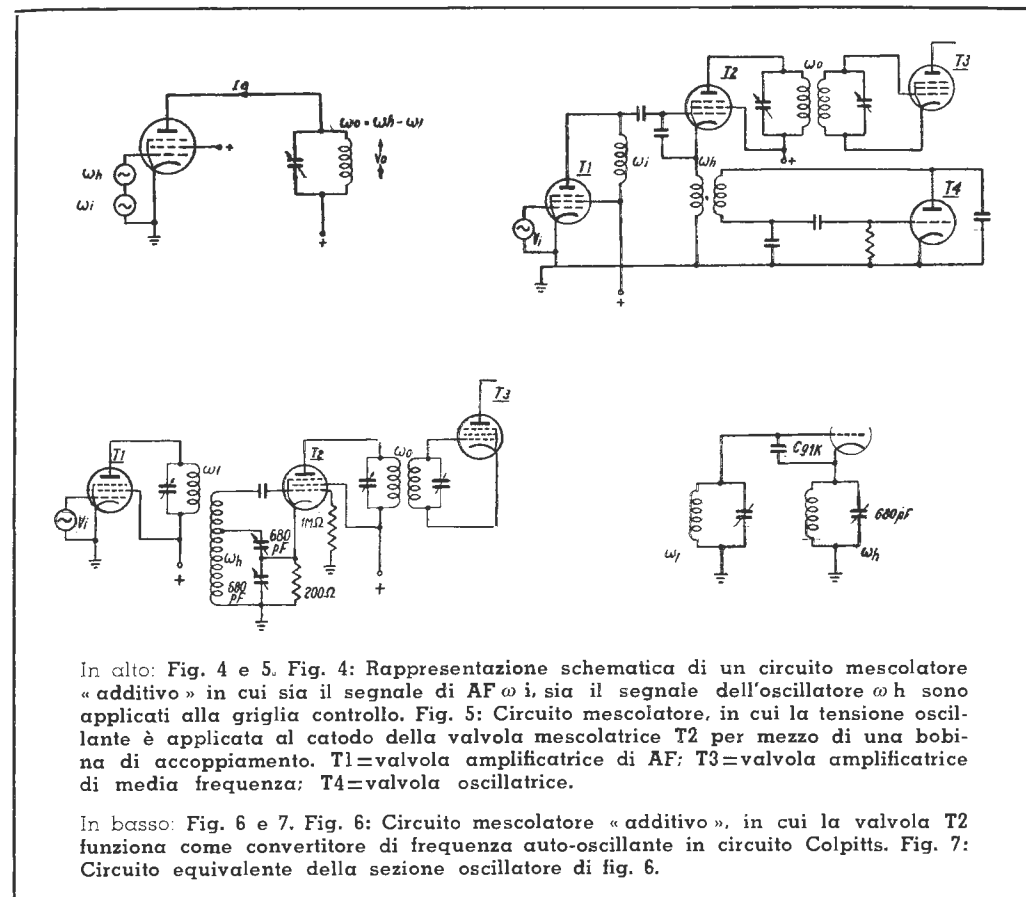 Ia
ω0 = ωh - ωi
V0
ωh
ωi
+
+
T2
ω0
T3
T1
ωi
ωh
T4
Vi
+
+
T1
ω1
T2
ω0
T3
Vi
1MΩ
680 pF
ωh
680 pF
200Ω
+
+
Cg1K
680pF
ω1
ωh
In alto: Fig. 4 e 5. Fig. 4: Rappresentazione schematica di un circuito mescolatore
« additivo » in cui sia il segnale di AF ω i, sia il segnale dell'oscillatore ω h sono
applicati alla griglia controllo. Fig. 5: Circuito mescolatore, in cui la tensione oscil-
lante è applicata al catodo della valvola mescolatrice T2 per mezzo di una bobi-
na di accoppiamento. T1=valvola amplificatrice di AF; T3=valvola amplificatrice
di media frequenza; T4=valvola oscillatrice.
In basso: Fig. 6 e 7. Fig. 6: Circuito mescolatore « additivo », in cui la valvola T2
funziona come convertitore di frequenza auto-oscillante in circuito Colpitts. Fig. 7:
Circuito equivalente della sezione oscillatore di fig. 6.